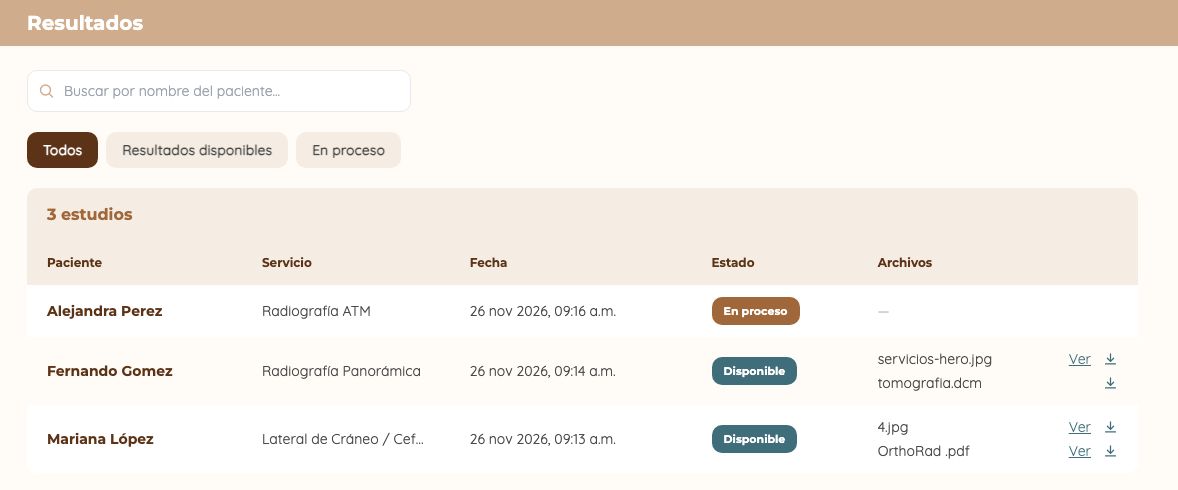 Resultados
Buscar por nombre del paciente...
Todos Resultados disponibles En proceso
3 estudios
Paciente Servicio Fecha Estado Archivos
Alejandra Perez Radiografía ATM 26 nov 2026, 09:16 a.m. En proceso —
Fernando Gomez Radiografía Panorámica 26 nov 2026, 09:14 a.m. Disponible servicios-hero.jpg Ver
tomografia.dcm
Mariana López Lateral de Cráneo / Cef... 26 nov 2026, 09:13 a.m. Disponible 4.jpg Ver
OrthoRad .pdf Ver